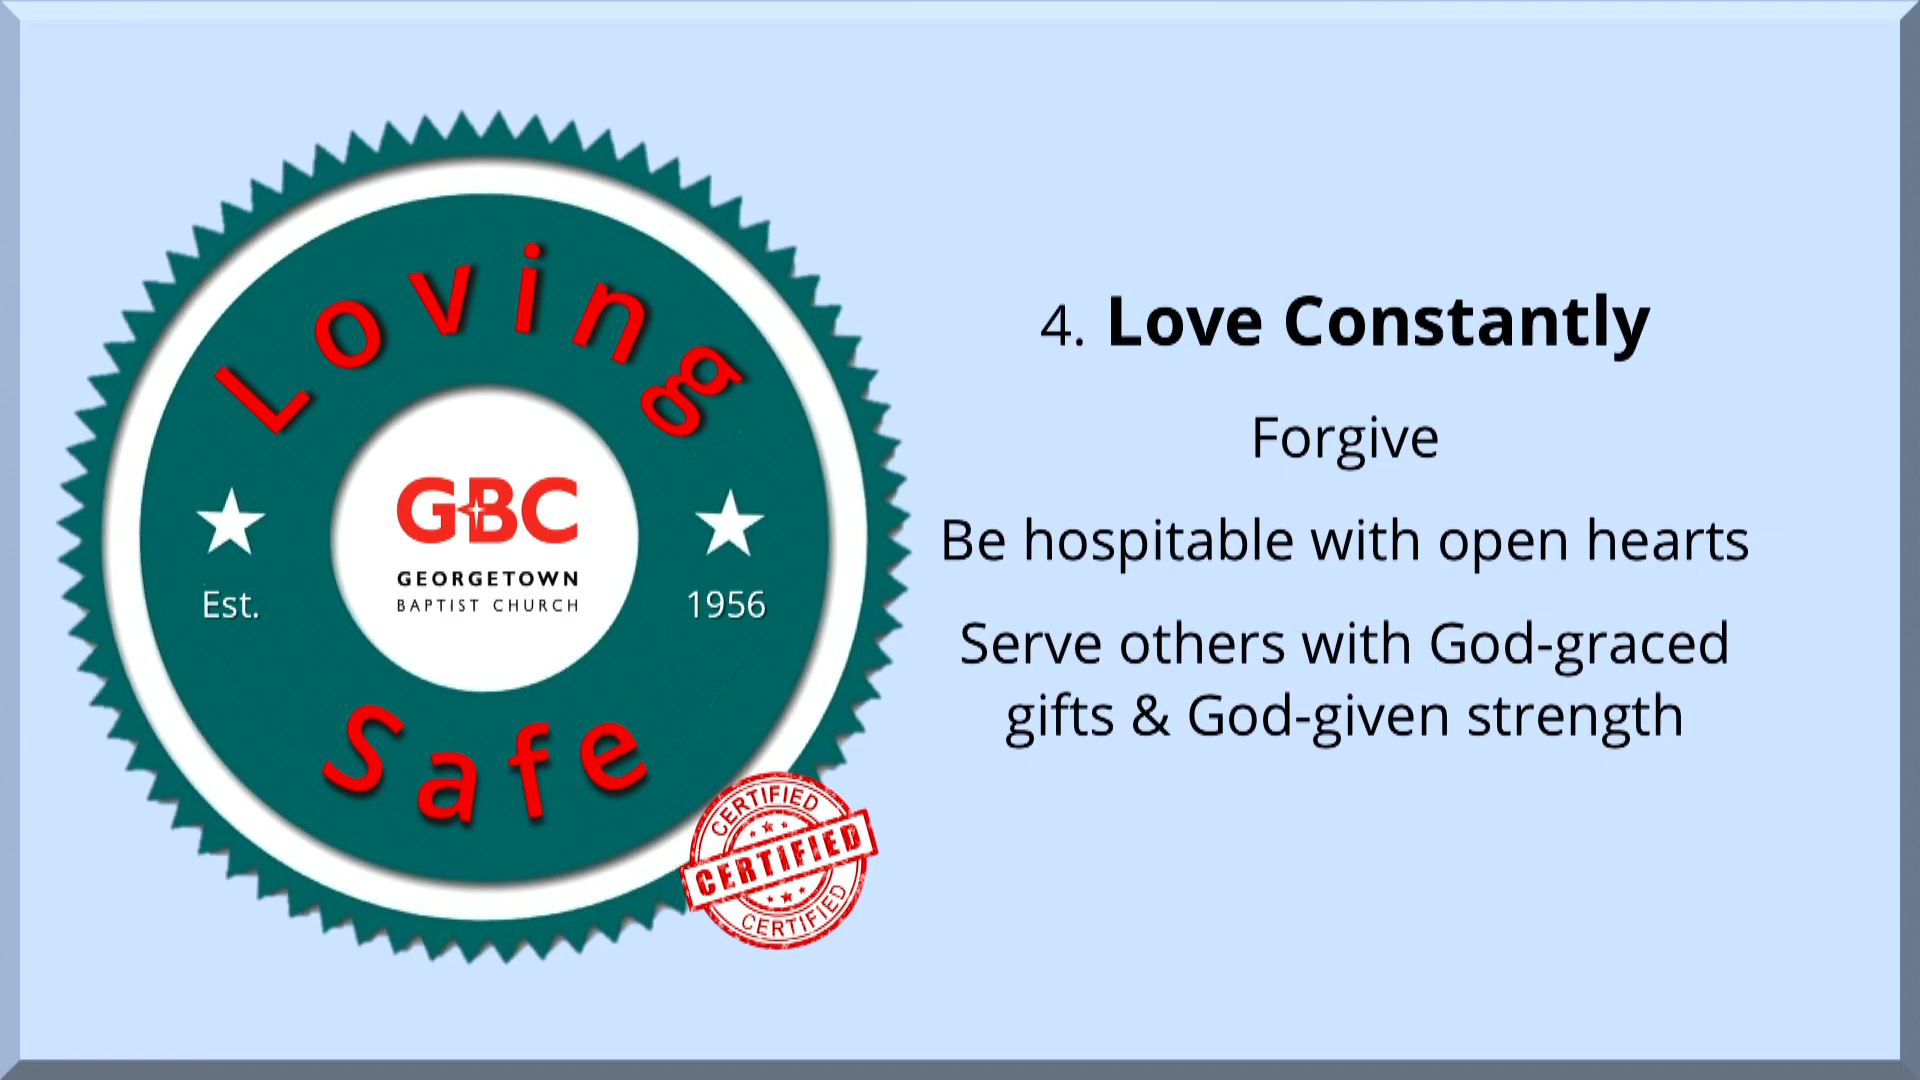 Loving
GBC
GEORGETOWN
BAPTIST CHURCH
Est.
1956
Safe
CERTIFIED
CERTIFIED
CERTIFIED
4. Love Constantly
Forgive
Be hospitable with open hearts
Serve others with God-graced
gifts & God-given strength